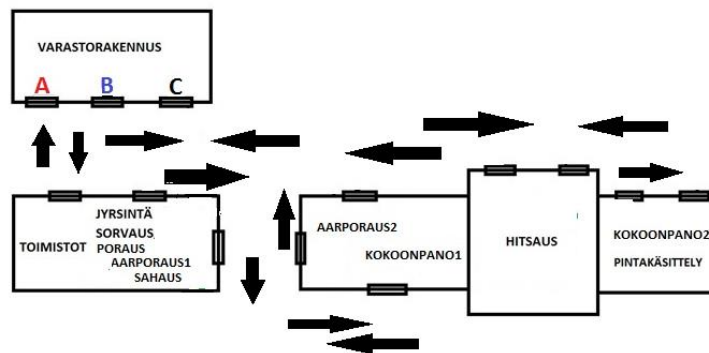 VARASTORAKENNUS
A B C
TOIMISTOT
JYRSINTÄ
SORVAUS
PORAUS
AARPORAUS1
SAHAUS
AARPORAUS2
KOKOONPANO1
HITSAUS
KOKOONPANO2
PINTAKÄSITTELY